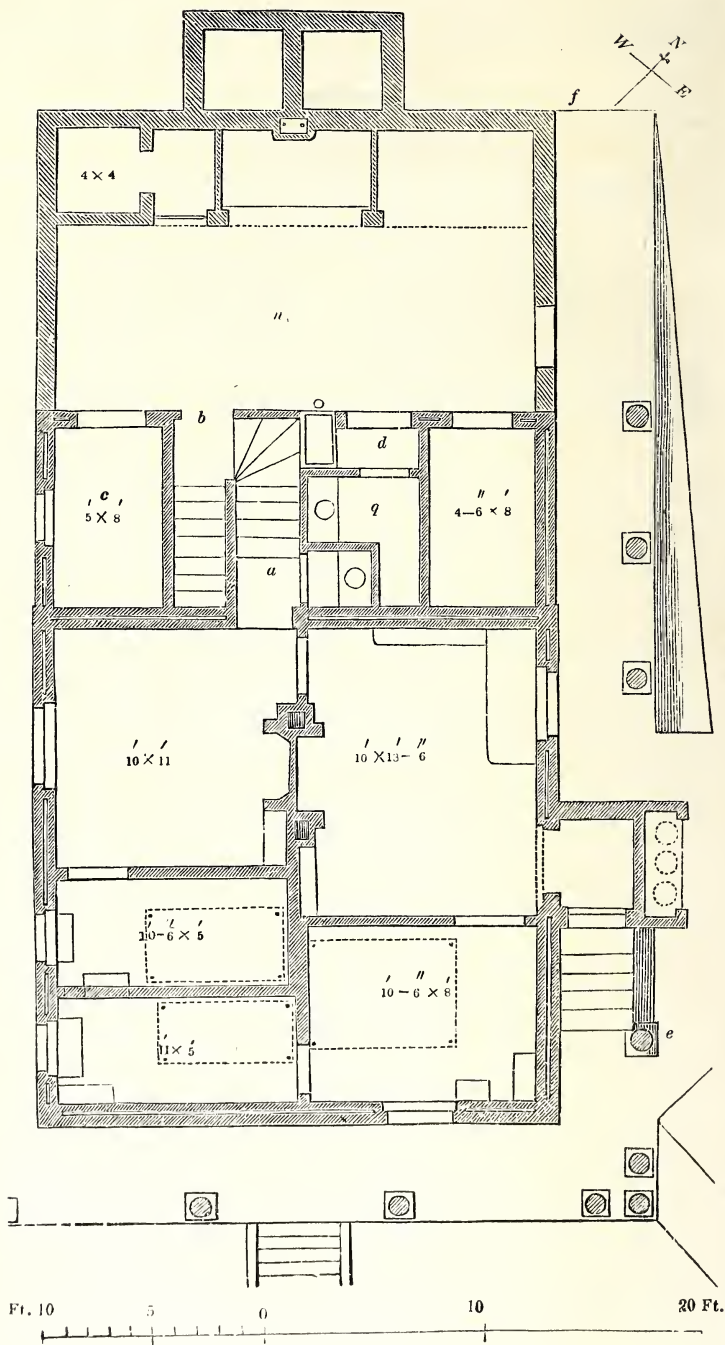 W N
E
f
4 × 4
″
b
d
c
5′ × 8′
q
4–6″ × 8′
a
10′ × 11′
10′ × 13′–6″
10′–6″ × 5′
10′–6″ × 8′
11′ × 5′
e
Ft. 10 5 0 10 20 Ft.